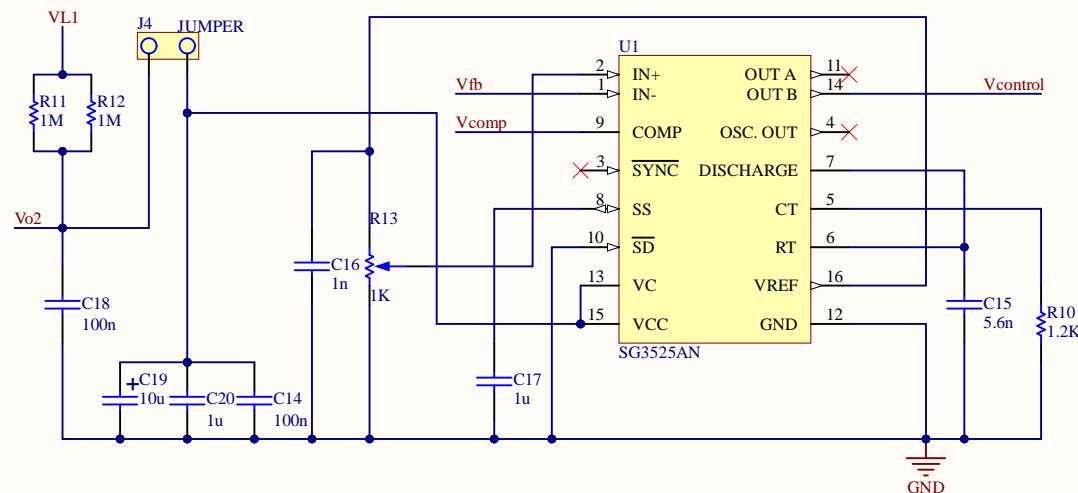 VL1
J4
JUMPER
R11
1M
R12
1M
Vo2
C18
100n
C19
10u
C20
1u
C14
100n
C16
1n
R13
1K
C17
1u
Vfb
Vcomp
U1
2 IN+
1 IN-
9 COMP
3 SYNC
8 SS
10 SD
13 VC
15 VCC
OUT A 11
OUT B 14
OSC. OUT 4
DISCHARGE 7
CT 5
RT 6
VREF 16
GND 12
SG3525AN
Vcontrol
C15
5.6n
R10
1.2K
GND